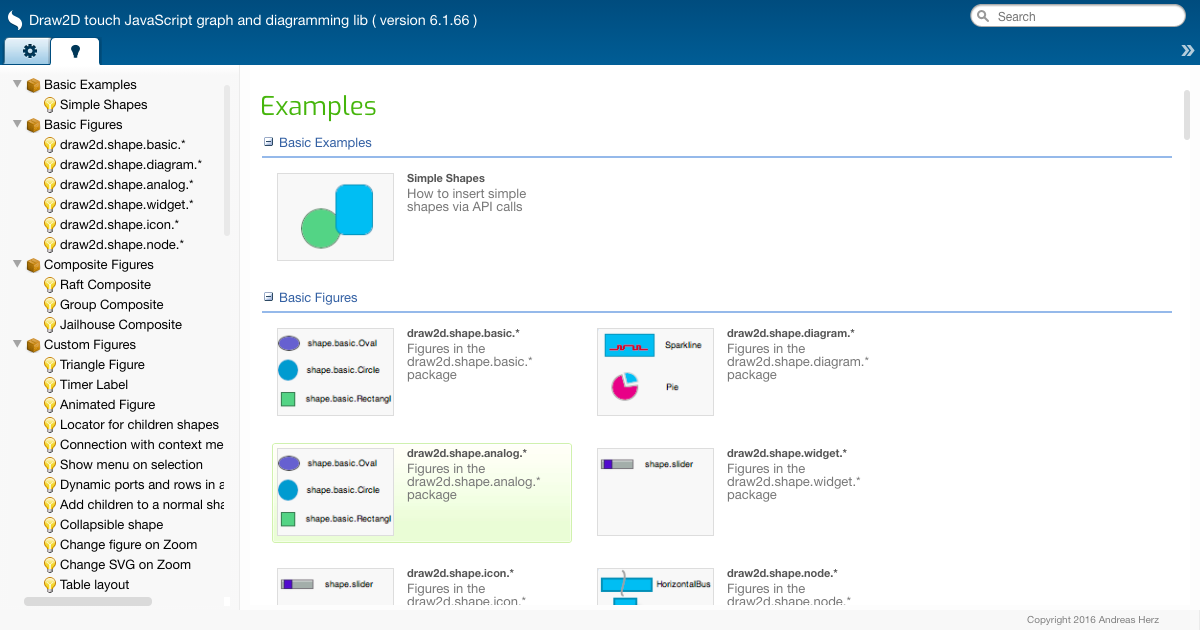 Draw2D touch JavaScript graph and diagramming lib ( version 6.1.66 )
Search
Basic Examples
Simple Shapes
Basic Figures
draw2d.shape.basic.*
draw2d.shape.diagram.*
draw2d.shape.analog.*
draw2d.shape.widget.*
draw2d.shape.icon.*
draw2d.shape.node.*
Composite Figures
Raft Composite
Group Composite
Jailhouse Composite
Custom Figures
Triangle Figure
Timer Label
Animated Figure
Locator for children shapes
Connection with context me
Show menu on selection
Dynamic ports and rows in a
Add children to a normal sha
Collapsible shape
Change figure on Zoom
Change SVG on Zoom
Table layout
Examples
Basic Examples
Simple Shapes
How to insert simple
shapes via API calls
Basic Figures
shape.basic.Oval
shape.basic.Circle
shape.basic.Rectangl
draw2d.shape.basic.*
Figures in the
draw2d.shape.basic.*
package
Sparkline
Pie
draw2d.shape.diagram.*
Figures in the
draw2d.shape.diagram.*
package
shape.basic.Oval
shape.basic.Circle
shape.basic.Rectangl
draw2d.shape.analog.*
Figures in the
draw2d.shape.analog.*
package
shape.slider
draw2d.shape.widget.*
Figures in the
draw2d.shape.widget.*
package
shape.slider
draw2d.shape.icon.*
Figures in the
draw2d.shape.icon.*
HorizontalBus
draw2d.shape.node.*
Figures in the
draw2d.shape.node.*
Copyright 2016 Andreas Herz